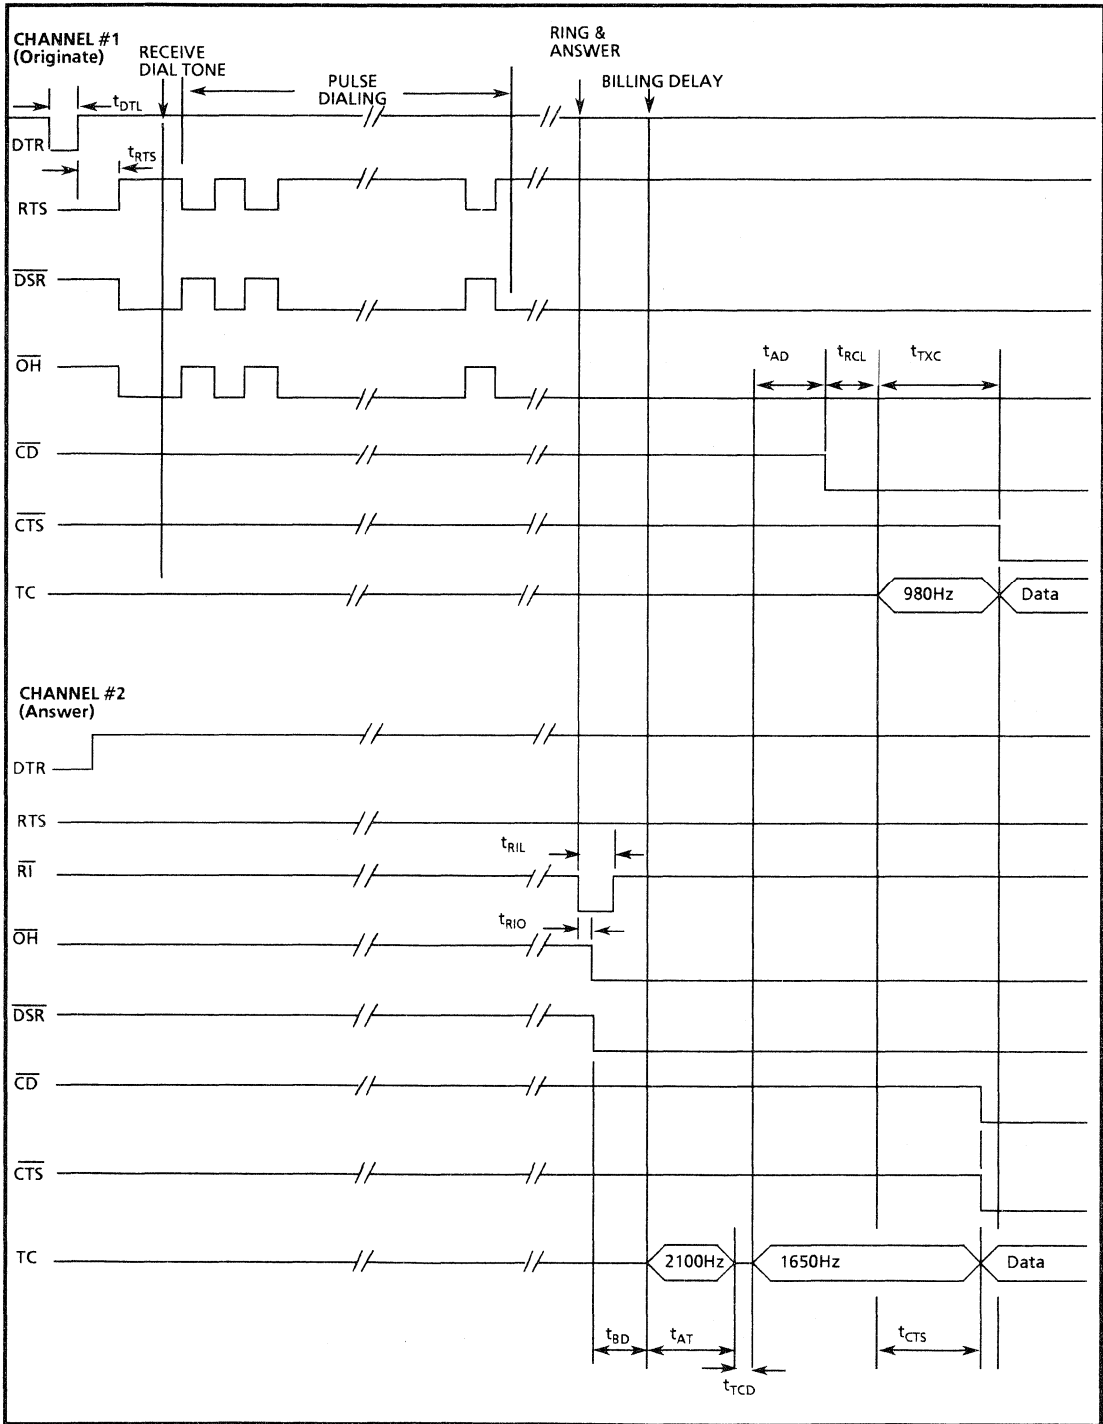 CHANNEL #1
(Originate)
RECEIVE
DIAL TONE
PULSE
DIALING
RING &
ANSWER
BILLING DELAY
tDTL
DTR
tRTS
RTS
DSR
OH
tAD
tRCL
tTXC
CD
CTS
TC
980Hz
Data
CHANNEL #2
(Answer)
DTR
RTS
tRIL
RI
tRIO
OH
DSR
CD
CTS
TC
2100Hz
1650Hz
Data
tBD
tAT
tCTS
tTCD